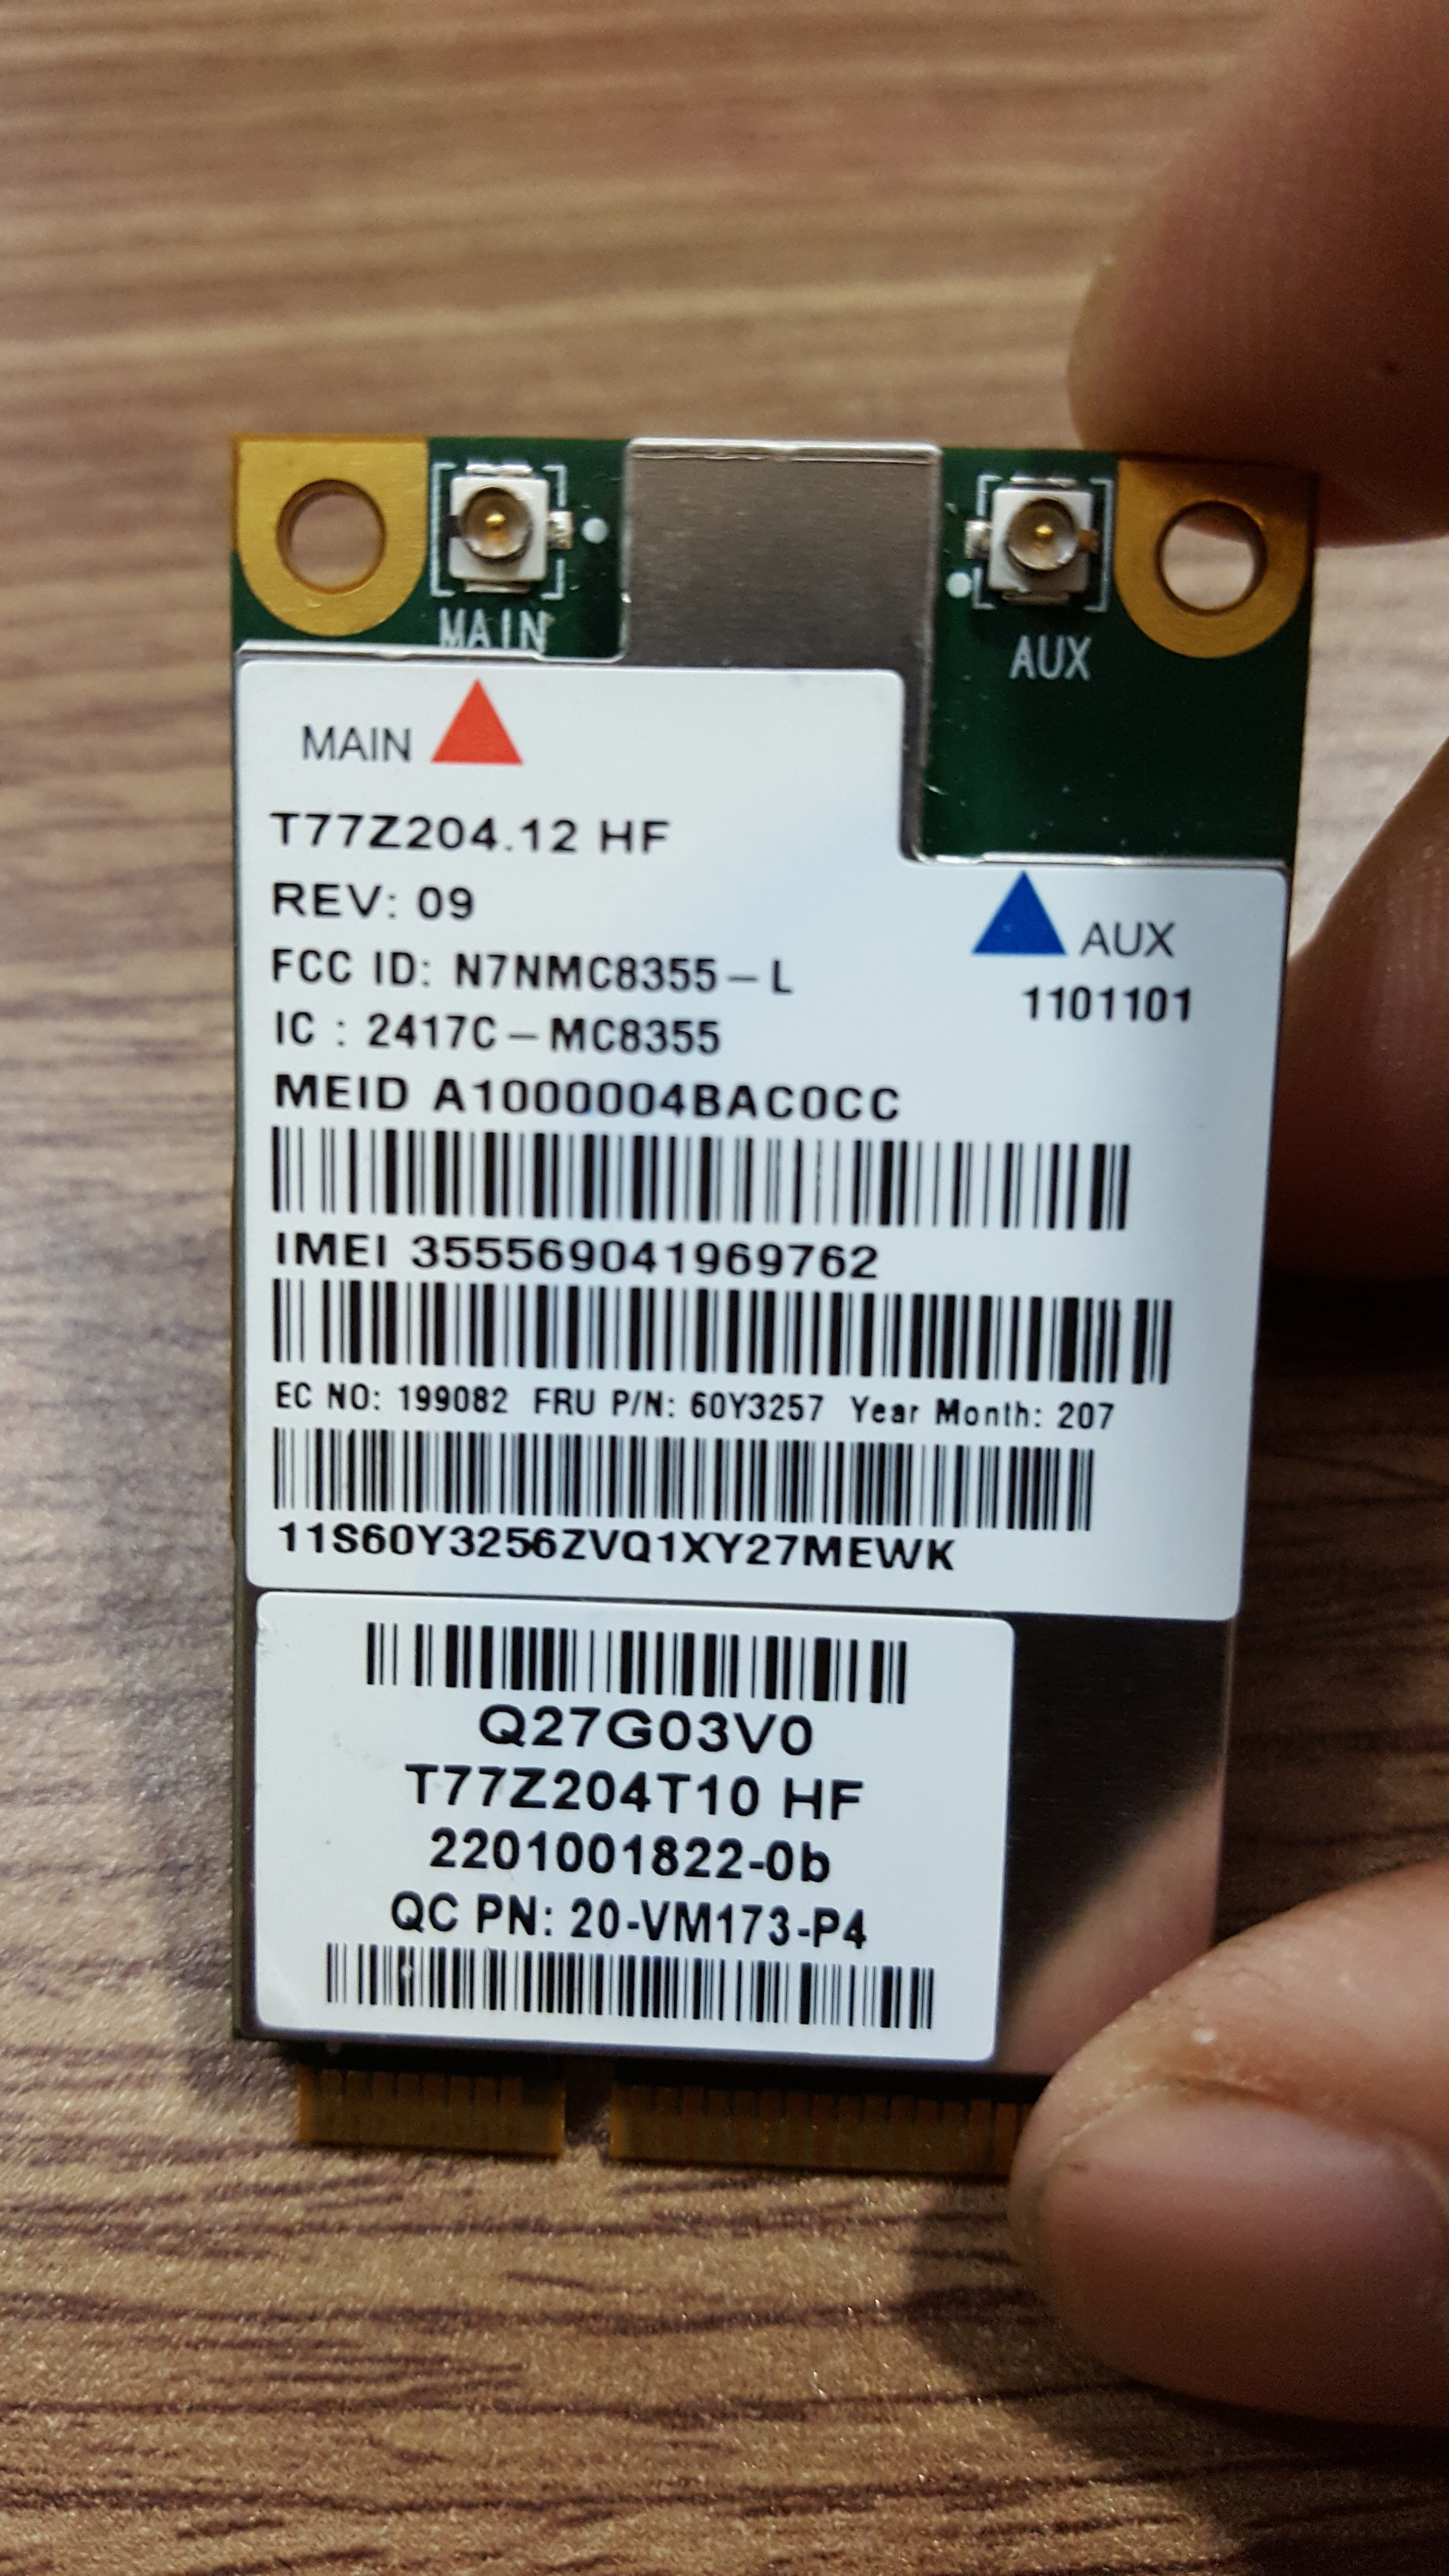 MAIN
AUX
MAIN
T77Z204.12 HF
REV: 09
AUX
FCC ID: N7NMC8355-L
1101101
IC : 2417C-MC8355
MEID A1000004BAC0CC
IMEI 355569041969762
EC NO: 199082 FRU P/N: 60Y3257 Year Month: 207
11S60Y3256ZVQ1XY27MEWK
Q27G03V0
T77Z204T10 HF
2201001822-0b
QC PN: 20-VM173-P4